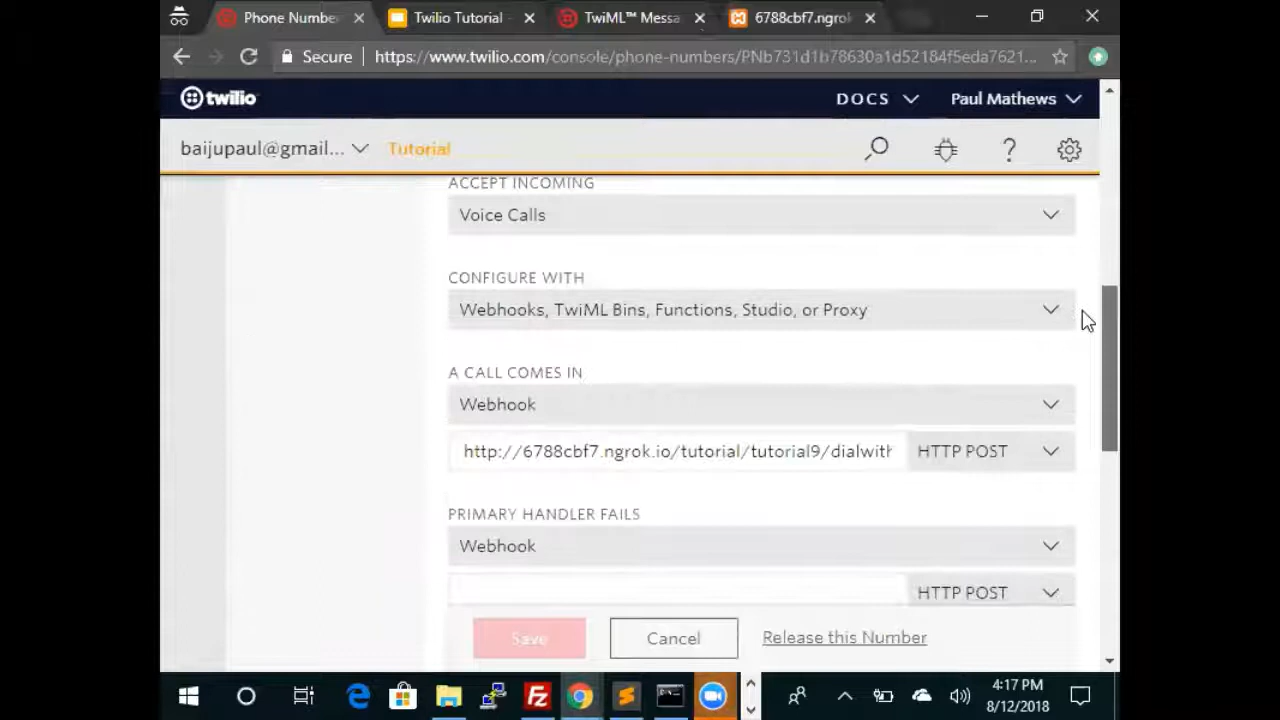 Phone Numbe
Twilio Tutorial -
TwiML™ Messa
6788cbf7.ngrok
Secure
https://www.twilio.com/console/phone-numbers/PNb731d1b78630a1d52184f5eda7621...
twilio
DOCS
Paul Mathews
baijupaul@gmail...
Tutorial
ACCEPT INCOMING
Voice Calls
CONFIGURE WITH
Webhooks, TwiML Bins, Functions, Studio, or Proxy
A CALL COMES IN
Webhook
http://6788cbf7.ngrok.io/tutorial/tutorial9/dialwith
HTTP POST
PRIMARY HANDLER FAILS
Webhook
HTTP POST
Save
Cancel
Release this Number
4:17 PM
8/12/2018